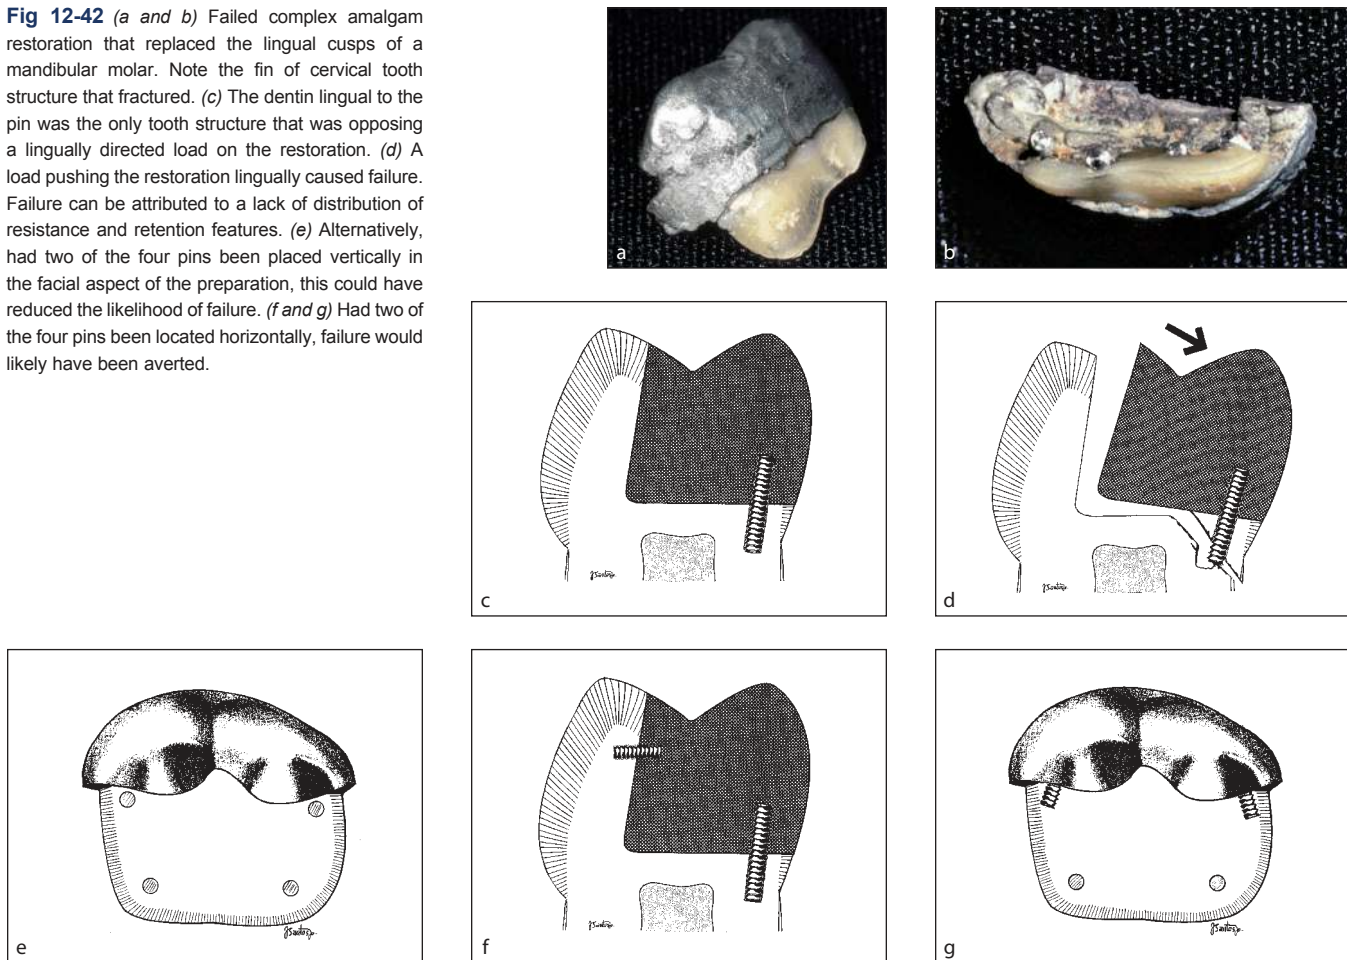 Fig 12-42 (a and b) Failed complex amalgam
restoration that replaced the lingual cusps of a
mandibular molar. Note the fin of cervical tooth
structure that fractured. (c) The dentin lingual to the
pin was the only tooth structure that was opposing
a lingually directed load on the restoration. (d) A
load pushing the restoration lingually caused failure.
Failure can be attributed to a lack of distribution of
resistance and retention features. (e) Alternatively,
had two of the four pins been placed vertically in
the facial aspect of the preparation, this could have
reduced the likelihood of failure. (f and g) Had two of
the four pins been located horizontally, failure would
likely have been averted.
a
b
c
d
e
f
g